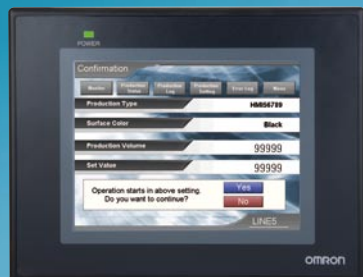 POWER
Confirmation
Monitor Production Status Production Log Production Setting Error Log Menu
Production Type HM856789
Surface Color Black
Production Volume 99999
Set Value 99999
Operation starts in above setting. Yes
Do you want to continue? No
LINE5
OMRON